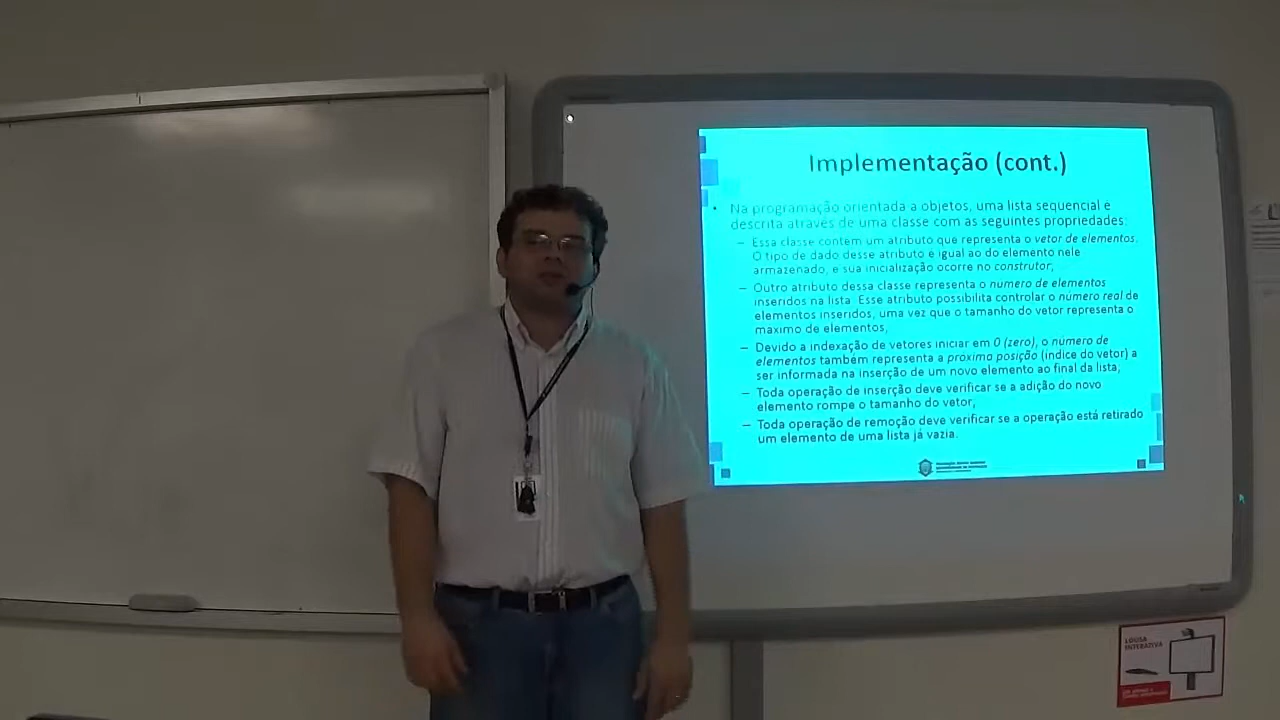 Implementação (cont.)
• Na programação orientada a objetos, uma lista sequencial é
descrita através de uma classe com as seguintes propriedades:
– Essa classe contem um atributo que representa o vetor de elementos.
O tipo de dado desse atributo e igual ao do elemento nele
armazenado, e sua inicialização ocorre no construtor;
– Outro atributo dessa classe representa o numero de elementos
inseridos na lista. Esse atributo possibilita controlar o número real de
elementos inseridos, uma vez que o tamanho do vetor representa o
maximo de elementos;
– Devido a indexação de vetores iniciar em 0 (zero), o número de
elementos também representa a próxima posição (índice do vetor) a
ser informada na inserção de um novo elemento ao final da lista;
– Toda operação de inserção deve verificar se a adição do novo
elemento rompe o tamanho do vetor;
– Toda operação de remoção deve verificar se a operação está retirado
um elemento de uma lista já vazia.
LOUSA
INTERATIVA